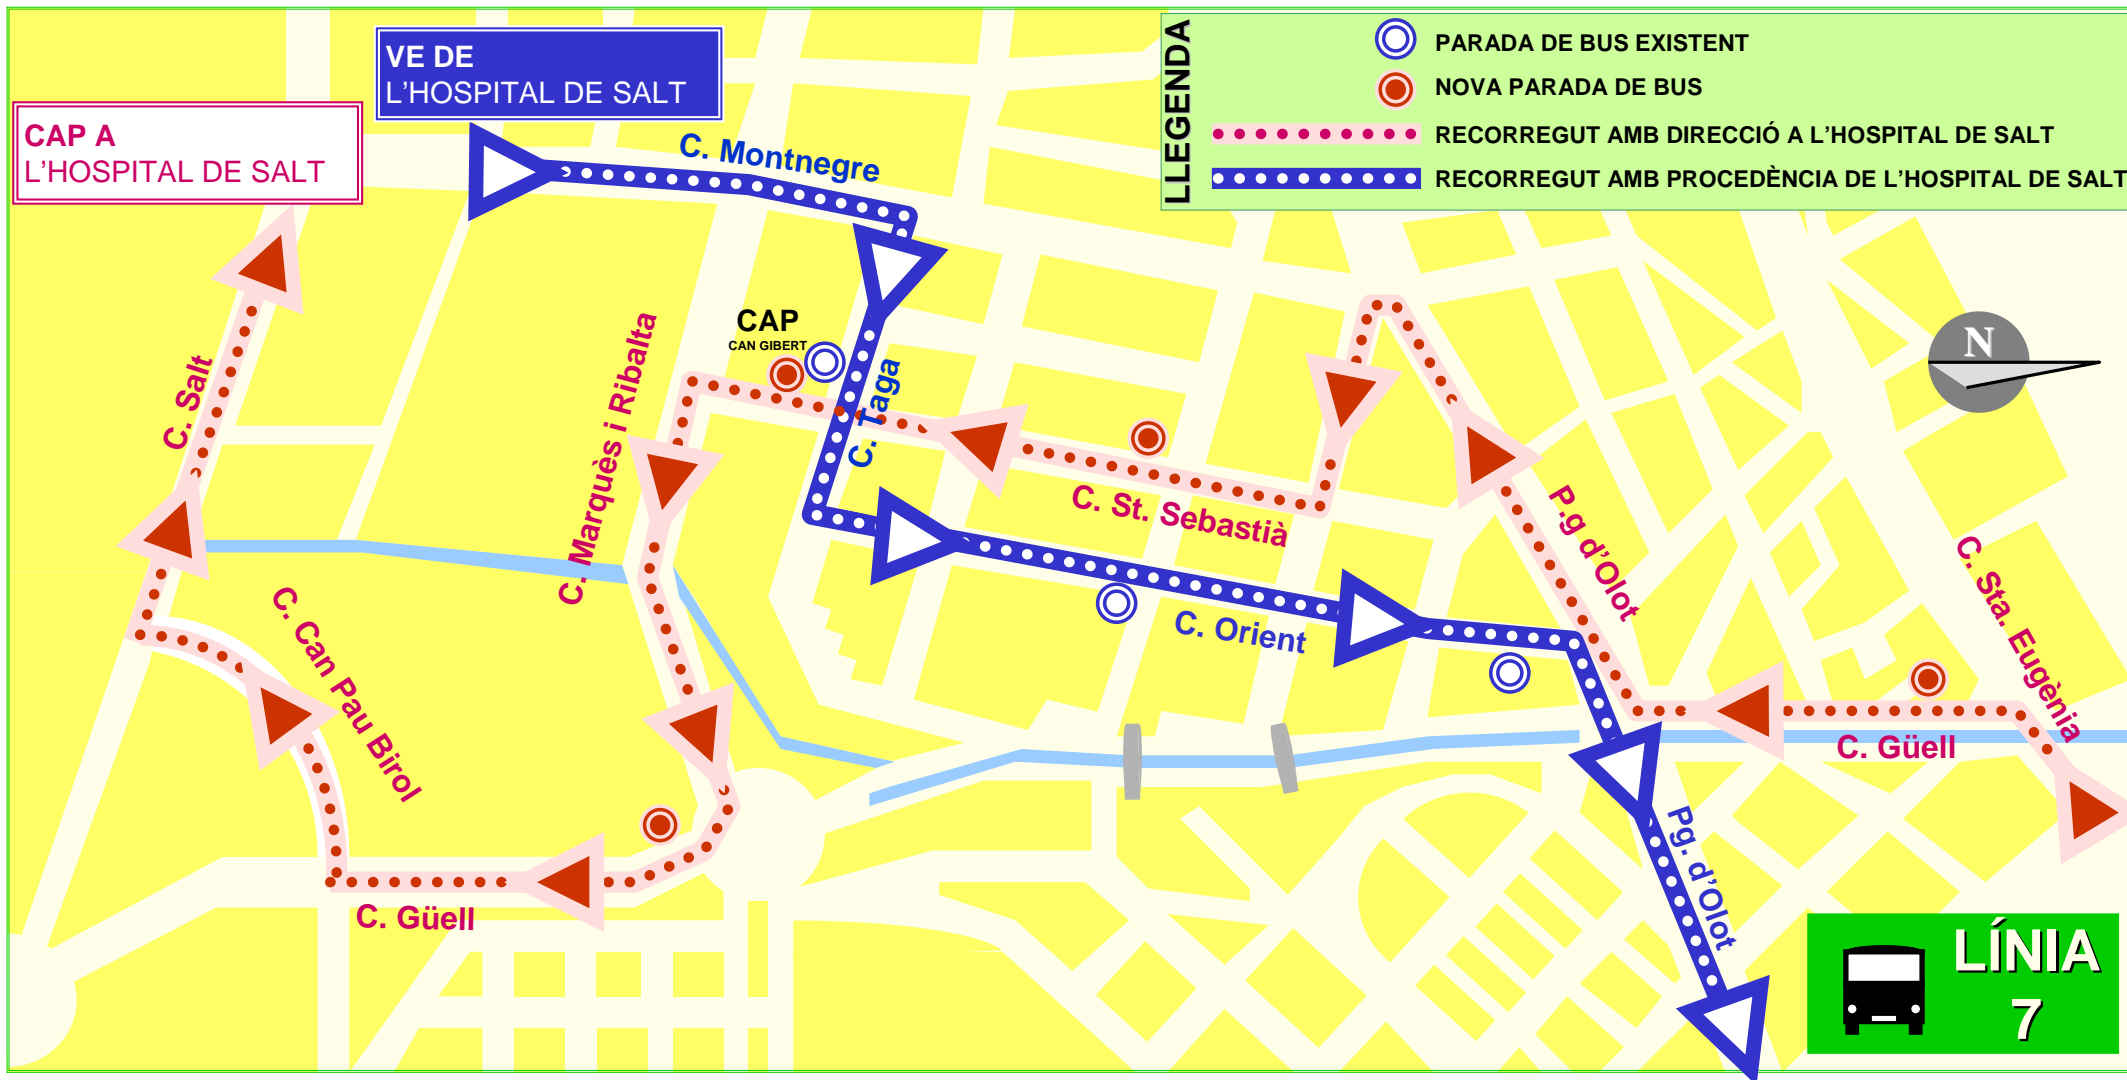 VE DE
L'HOSPITAL DE SALT
CAP A
L'HOSPITAL DE SALT
LLEGENDA
PARADA DE BUS EXISTENT
NOVA PARADA DE BUS
RECORREGUT AMB DIRECCIÓ A L'HOSPITAL DE SALT
RECORREGUT AMB PROCEDÈNCIA DE L'HOSPITAL DE SALT
C. Montnegre
CAP
CAN GIBERT
N
C. Salt
C. Marquès i Ribalta
C. Taga
C. St. Sebastià
P.g d'Olot
C. Sta. Eugènia
C. Can Pau Birol
C. Orient
C. Güell
Pg. d'Olot
C. Güell
LÍNIA
7